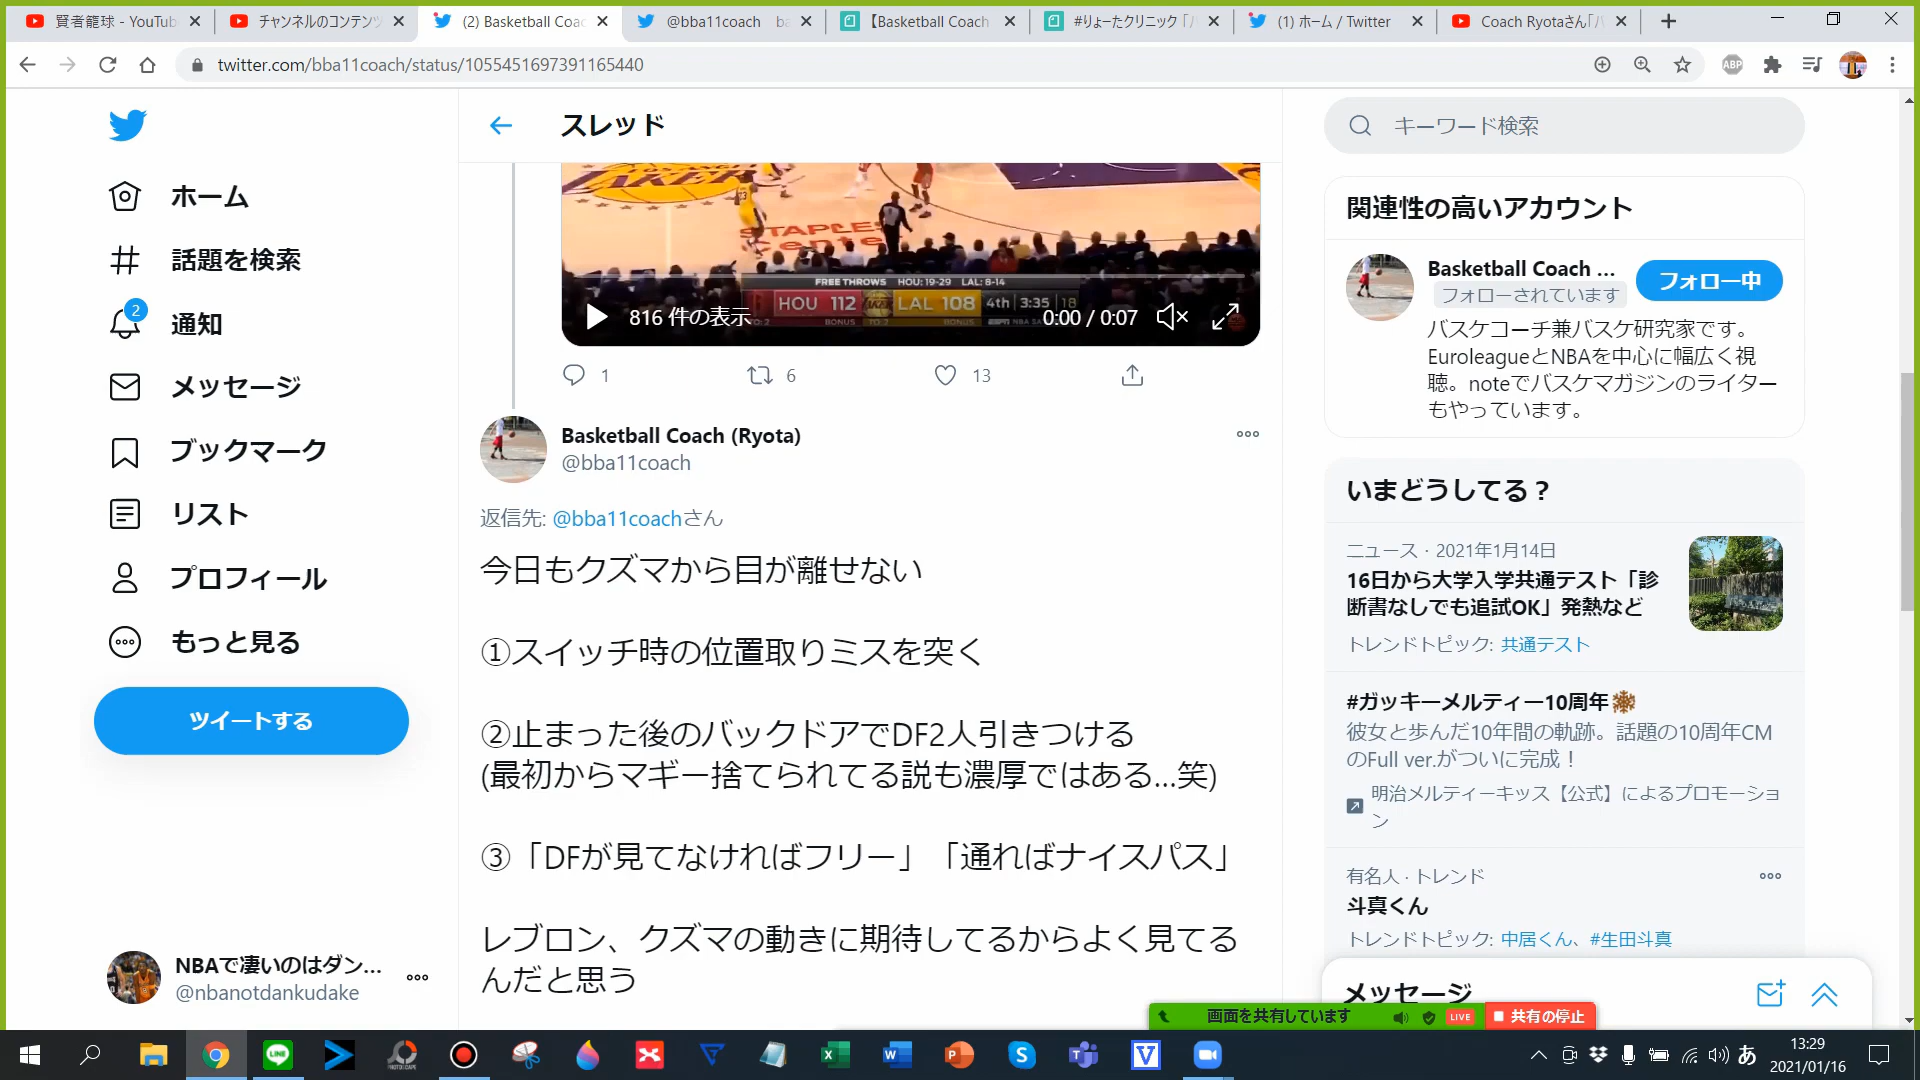 賢者籠球 - YouTub
チャンネルのコンテンツ
(2) Basketball Coac
@bba11coach ba
【Basketball Coach
#りょーたクリニック「バ
(1) ホーム / Twitter
Coach Ryotaさん「バ
twitter.com/bba11coach/status/1055451697391165440
ABP
ホーム
話題を検索
2
通知
メッセージ
ブックマーク
リスト
プロフィール
もっと見る
ツイートする
NBAで凄いのはダン...
@nbanotdankudake
スレッド
STAPLES
Center
FREE THROWS HOU: 19-29 LAL: 8-14
HOU 112 LAL 108 4th 3:35 18
BONUS BONUS
816 件の表示
0:00 / 0:07
1 6 13
Basketball Coach (Ryota)
@bba11coach
返信先: @bba11coachさん
今日もクズマから目が離せない
①スイッチ時の位置取りミスを突く
②止まった後のバックドアでDF2人引きつける
(最初からマギー捨てられてる説も濃厚ではある...笑)
③「DFが見てなければフリー」「通ればナイスパス」
レブロン、クズマの動きに期待してるからよく見てる
んだと思う
キーワード検索
関連性の高いアカウント
Basketball Coach ...
フォローされています
フォロー中
バスケコーチ兼バスケ研究家です。
EuroleagueとNBAを中心に幅広く視
聴。noteでバスケマガジンのライター
もやっています。
いまどうしてる？
ニュース · 2021年1月14日
16日から大学入学共通テスト「診
断書なしでも追試OK」発熱など
トレンドトピック: 共通テスト
#ガッキーメルティー10周年
彼女と歩んだ10年間の軌跡。話題の10周年CM
のFull ver.がついに完成！
明治メルティーキッス【公式】によるプロモーショ
ン
有名人 · トレンド
斗真くん
トレンドトピック: 中居くん、#生田斗真
メッセージ
画面を共有しています
LIVE
共有の停止
あ
13:29
2021/01/16